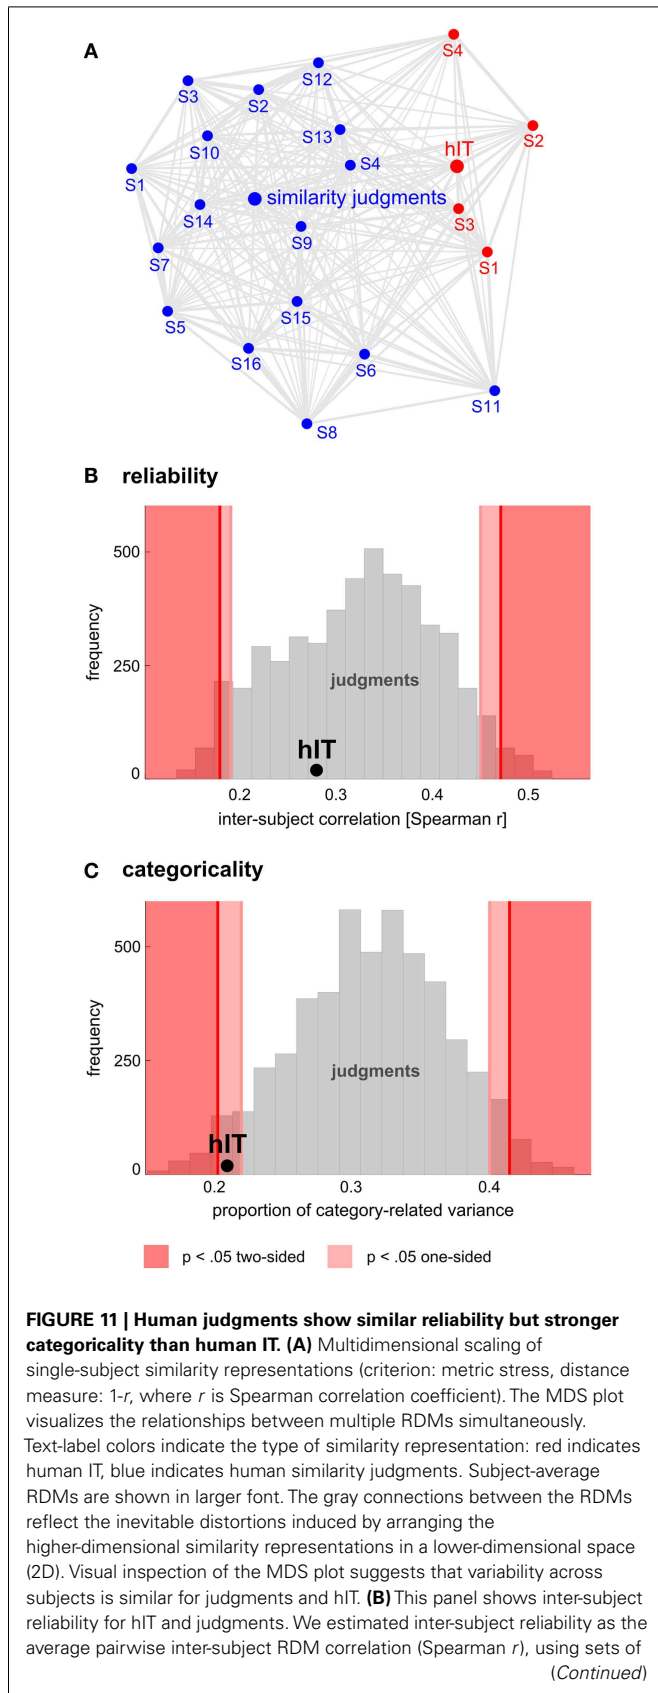 A
S4
S12
S3
S2
S2
S13
hIT
S10
S4
S1
similarity judgments
S14
S3
S9
S7
S1
S15
S5
S16
S6
S11
S8
B reliability
500
frequency
250
judgments
hIT
0
0.2 0.3 0.4 0.5
inter-subject correlation [Spearman r]
C categoricality
500
frequency
250
judgments
hIT
0
0.2 0.3 0.4
proportion of category-related variance
p < .05 two-sided p < .05 one-sided
FIGURE 11 | Human judgments show similar reliability but stronger
categoricality than human IT. (A) Multidimensional scaling of
single-subject similarity representations (criterion: metric stress, distance
measure: 1-r, where r is Spearman correlation coefficient). The MDS plot
visualizes the relationships between multiple RDMs simultaneously.
Text-label colors indicate the type of similarity representation: red indicates
human IT, blue indicates human similarity judgments. Subject-average
RDMs are shown in larger font. The gray connections between the RDMs
reflect the inevitable distortions induced by arranging the
higher-dimensional similarity representations in a lower-dimensional space
(2D). Visual inspection of the MDS plot suggests that variability across
subjects is similar for judgments and hIT. (B) This panel shows inter-subject
reliability for hIT and judgments. We estimated inter-subject reliability as the
average pairwise inter-subject RDM correlation (Spearman r), using sets of
(Continued)